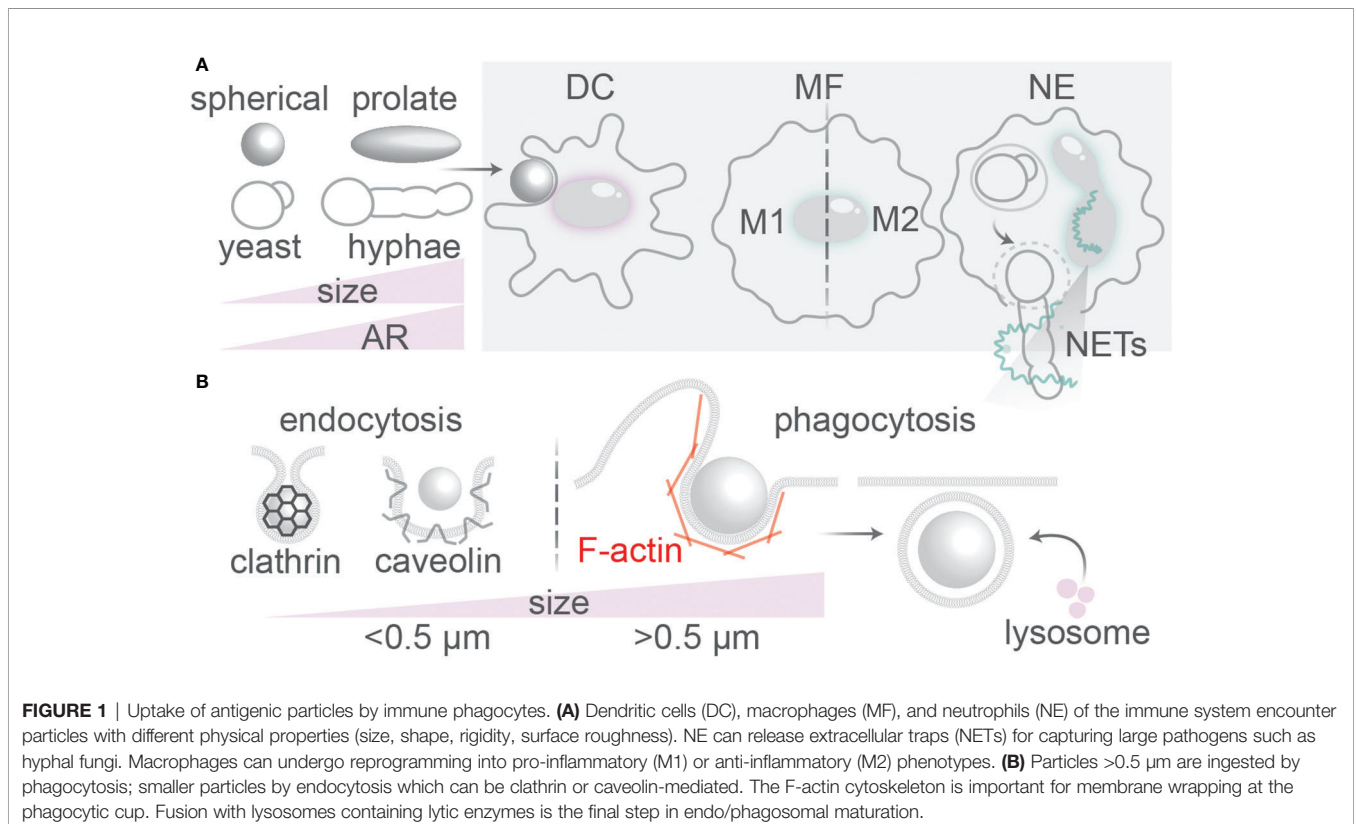 A
spherical prolate
yeast hyphae
size
AR
DC MF NE
M1 M2
NETs
B
endocytosis phagocytosis
clathrin caveolin F-actin
size
<0.5 µm >0.5 µm lysosome
FIGURE 1 | Uptake of antigenic particles by immune phagocytes. (A) Dendritic cells (DC), macrophages (MF), and neutrophils (NE) of the immune system encounter
particles with different physical properties (size, shape, rigidity, surface roughness). NE can release extracellular traps (NETs) for capturing large pathogens such as
hyphal fungi. Macrophages can undergo reprogramming into pro-inflammatory (M1) or anti-inflammatory (M2) phenotypes. (B) Particles >0.5 µm are ingested by
phagocytosis; smaller particles by endocytosis which can be clathrin or caveolin-mediated. The F-actin cytoskeleton is important for membrane wrapping at the
phagocytic cup. Fusion with lysosomes containing lytic enzymes is the final step in endo/phagosomal maturation.